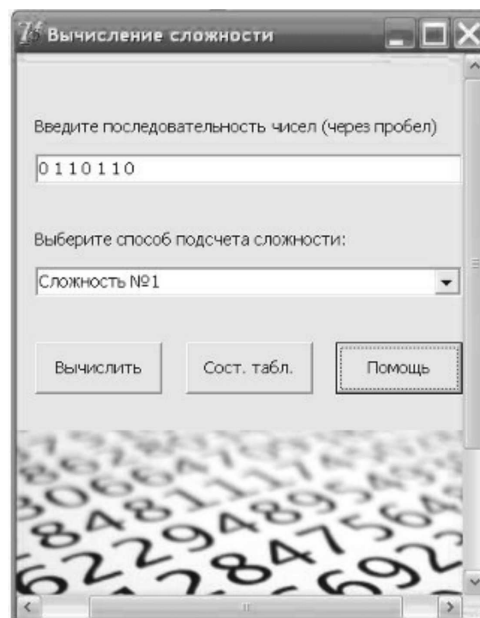 Вычисление сложности
Введите последовательность чисел (через пробел)
0 1 1 0 1 1 0
Выберите способ подсчета сложности:
Сложность №1
Вычислить Сост. табл. Помощь